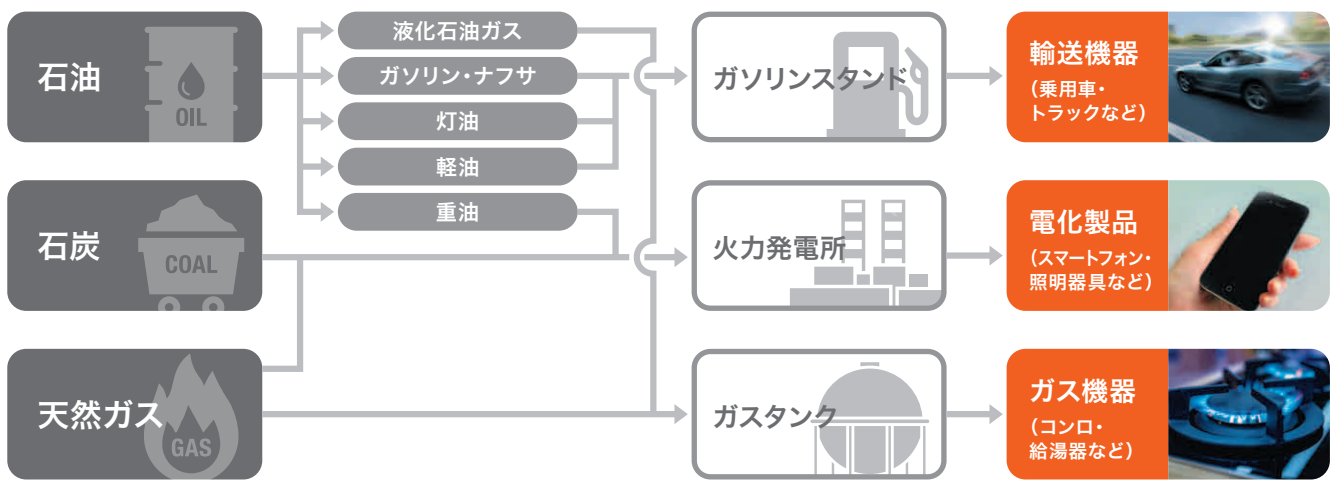 石油
OIL
液化石油ガス
ガソリン・ナフサ
灯油
軽油
重油
ガソリンスタンド
輸送機器
（乗用車・
トラックなど）
石炭
COAL
火力発電所
電化製品
（スマートフォン・
照明器具など）
天然ガス
GAS
ガスタンク
ガス機器
（コンロ・
給湯器など）